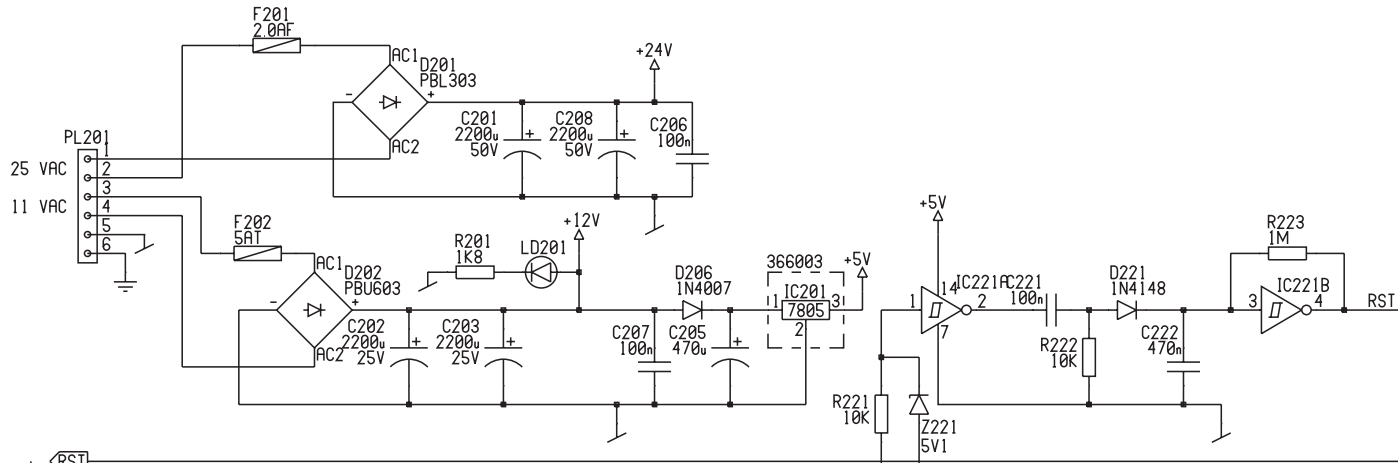 F201
2.0AF
AC1
D201
PBL303
-
+
AC2
+24V
C201
2200u
50V
+
C208
2200u
50V
+
C206
100n
PL201
25 VAC
11 VAC
1
2
3
4
5
6
F202
5AT
AC1
D202
PBU603
-
+
AC2
R201
1K8
LD201
+12V
C202
2200u
25V
+
C203
2200u
25V
+
C207
100n
D206
1N4007
C205
470u
+
366003
IC201
7805
1
3
2
+5V
+5V
14
IC221A
1
2
7
C221
100n
D221
1N4148
R222
10K
C222
470n
R223
1M
IC221B
3
4
RST
R221
10K
Z221
5V1
RST